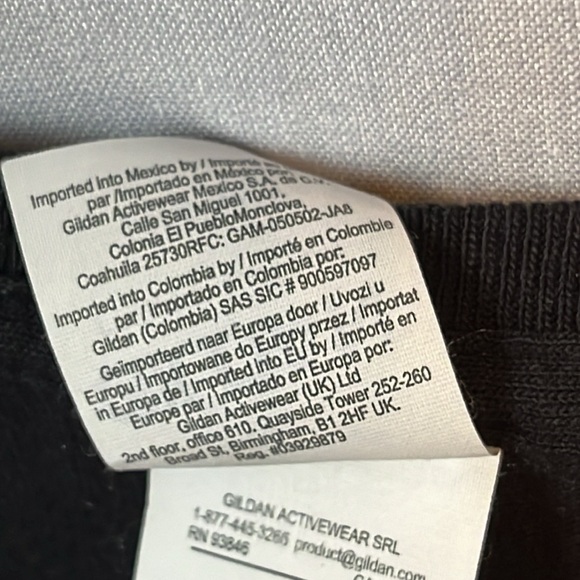 Imported into Mexico by / Importé
par /Importado en México por:
Gildan Activewear Mexico S.A. de C.V.
Calle San Miguel 1001,
Colonia El PuebloMonclova,
Coahuila 25730RFC: GAM-050502-JA8
Imported into Colombia by / Importé en Colombie
par / Importado en Colombia por:
Gildan (Colombia) SAS SIC # 900597097
Geïmporteerd naar Europa door / Uvozi u
Europu / Importowane do Europy przez / Importat
in Europa de / Imported into EU by / Importé en
Europe par / Importado en Europa por:
Gildan Activewear (UK) Ltd
2nd floor, office 610, Quayside Tower 252-260
Broad St, Birmingham, B1 2HF UK.
Reg. #03929879
GILDAN ACTIVEWEAR SRL
1-877-445-3265 product@gildan.com
RN 93846